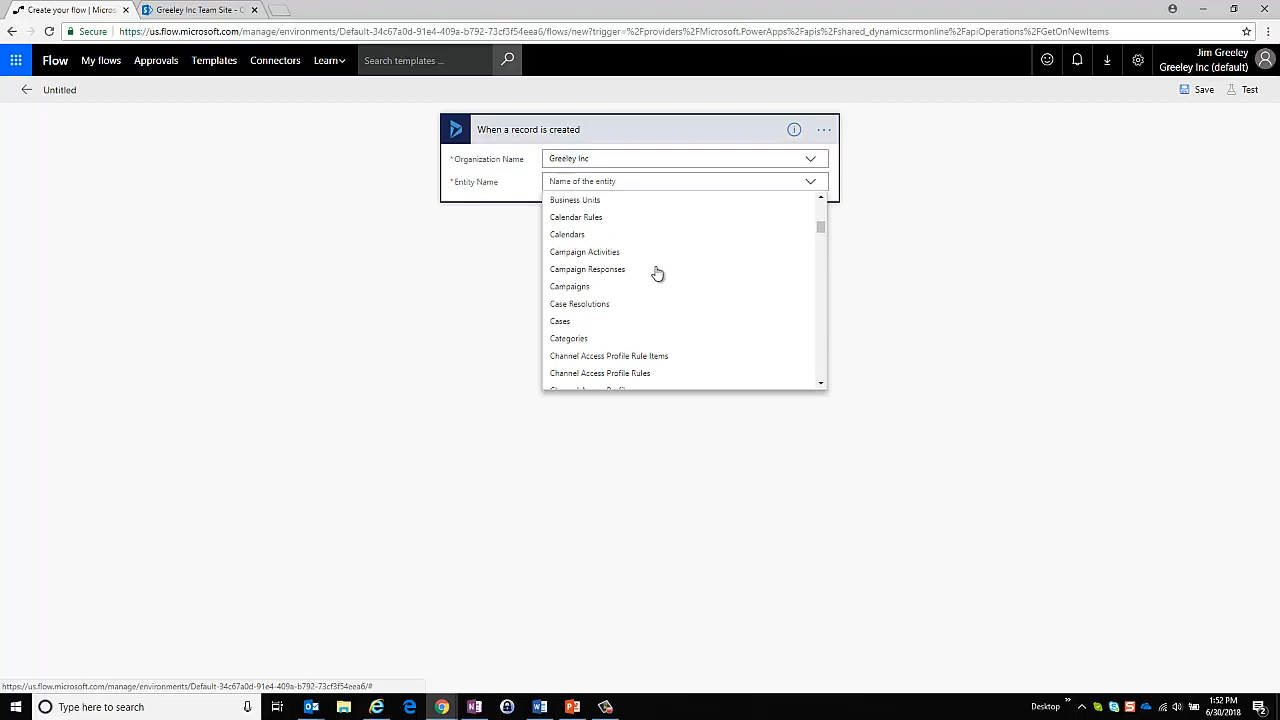 Create your flow | Micros
Greeley Inc Team Site -
Secure
https://us.flow.microsoft.com/manage/environments/Default-34c67a0d-91e4-409a-b792-73cf3f54eea6/flows/new?trigger=%2Fproviders%2FMicrosoft.PowerApps%2Fapis%2Fshared_dynamicscrmonline%2FapiOperations%2FGetOnNewItems
Flow
My flows
Approvals
Templates
Connectors
Learn
Search templates ...
Jim Greeley
Greeley Inc (default)
Untitled
Save
Test
When a record is created
* Organization Name
Greeley Inc
* Entity Name
Name of the entity
Business Units
Calendar Rules
Calendars
Campaign Activities
Campaign Responses
Campaigns
Case Resolutions
Cases
Categories
Channel Access Profile Rule Items
Channel Access Profile Rules
https://us.flow.microsoft.com/manage/environments/Default-34c67a0d-91e4-409a-b792-73cf3f54eea6/#
Type here to search
Desktop
1:52 PM
6/30/2018